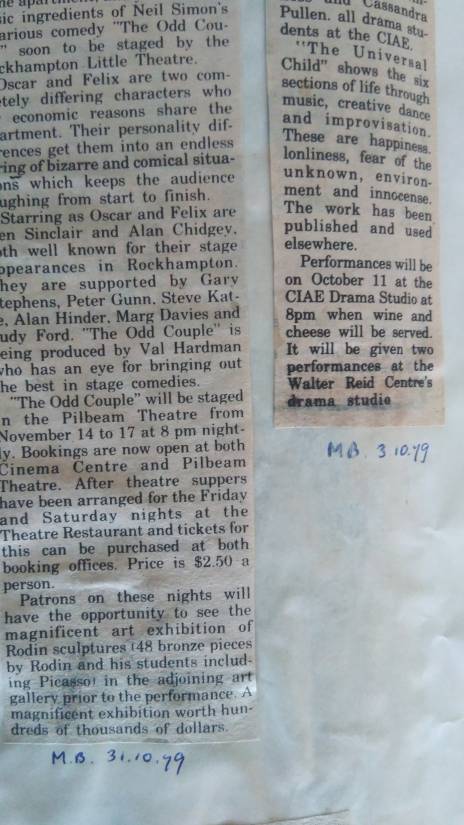 he apartment, and
sic ingredients of Neil Simon's
arious comedy "The Odd Cou-
" soon to be staged by the
ckhampton Little Theatre.
Oscar and Felix are two com-
etely differing characters who
economic reasons share the
artment. Their personality dif-
rences get them into an endless
ring of bizarre and comical situa-
ons which keeps the audience
ughing from start to finish.
Starring as Oscar and Felix are
en Sinclair and Alan Chidgey,
oth well known for their stage
ppearances in Rockhampton.
hey are supported by Gary
tephens, Peter Gunn, Steve Kat-
e, Alan Hinder, Marg Davies and
udy Ford. "The Odd Couple" is
eing produced by Val Hardman
who has an eye for bringing out
he best in stage comedies.
"The Odd Couple" will be staged
n the Pilbeam Theatre from
November 14 to 17 at 8 pm night-
ly. Bookings are now open at both
Cinema Centre and Pilbeam
Theatre. After theatre suppers
have been arranged for the Friday
and Saturday nights at the
Theatre Restaurant and tickets for
this can be purchased at both
booking offices. Price is $2.50 a
person.
Patrons on these nights will
have the opportunity to see the
magnificent art exhibition of
Rodin sculptures (48 bronze pieces
by Rodin and his students includ-
ing Picasso) in the adjoining art
gallery prior to the performance. A
magnificent exhibition worth hun-
dreds of thousands of dollars.
M.B. 31.10.79
and Cassandra
Pullen. all drama stu-
dents at the CIAE.
"The Universal
Child" shows the six
sections of life through
music, creative dance
and improvisation.
These are happiness.
lonliness, fear of the
unknown, environ-
ment and innocense.
The work has been
published and used
elsewhere.
Performances will be
on October 11 at the
CIAE Drama Studio at
8pm when wine and
cheese will be served.
It will be given two
performances at the
Walter Reid Centre's
drama studio
M.B. 3.10.79